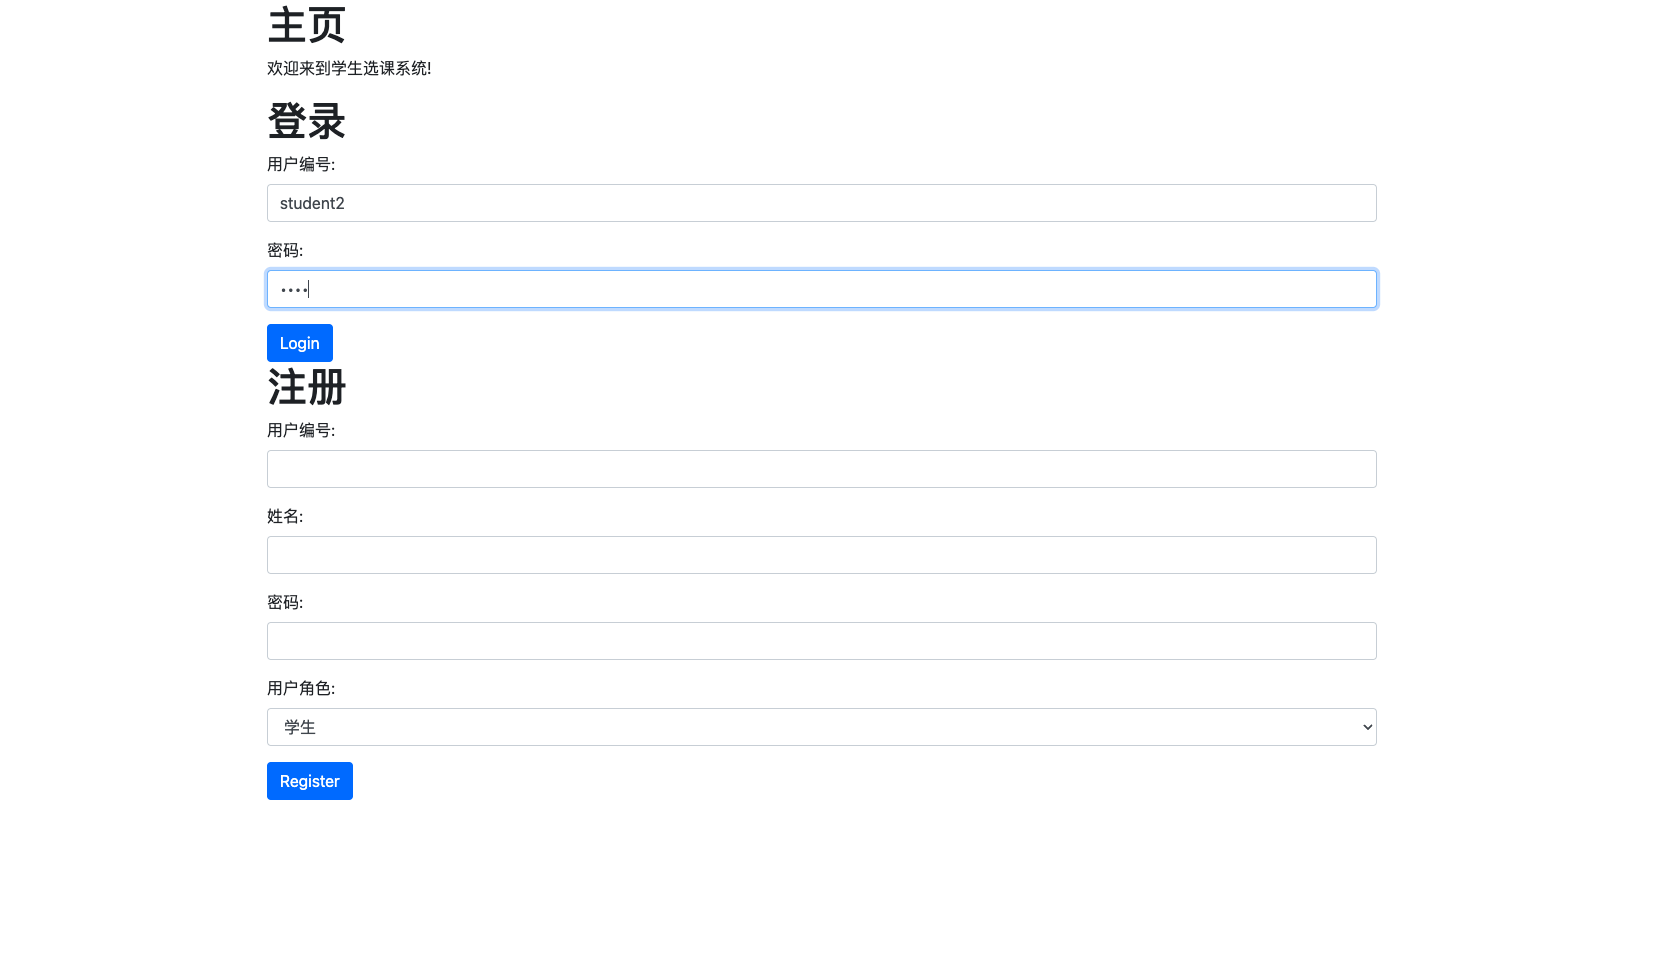 主页
欢迎来到学生选课系统!
登录
用户编号:
student2
密码:
••••
Login
注册
用户编号:
姓名:
密码:
用户角色:
学生
Register